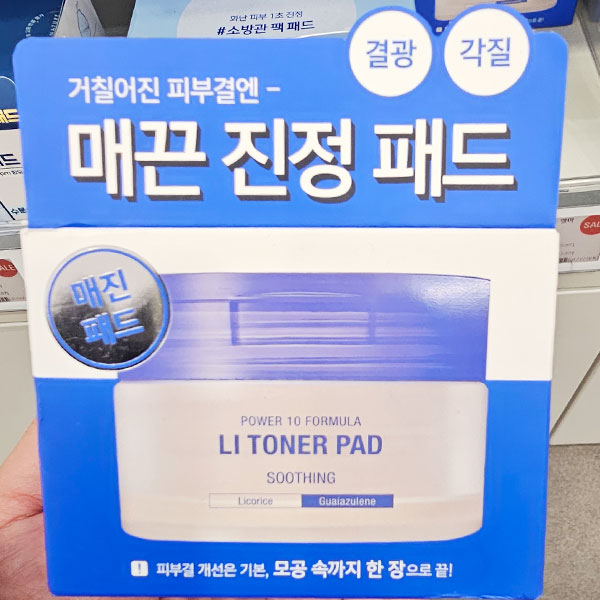 화난 피부 1초 진정
#소방관 팩 패드
결광
각질
거칠어진 피부결엔 –
매끈 진정 패드
매진
패드
POWER 10 FORMULA
LI TONER PAD
SOOTHING
Licorice
Guaiazulene
! 피부결 개선은 기본, 모공 속까지 한 장으로 끝!
SALE